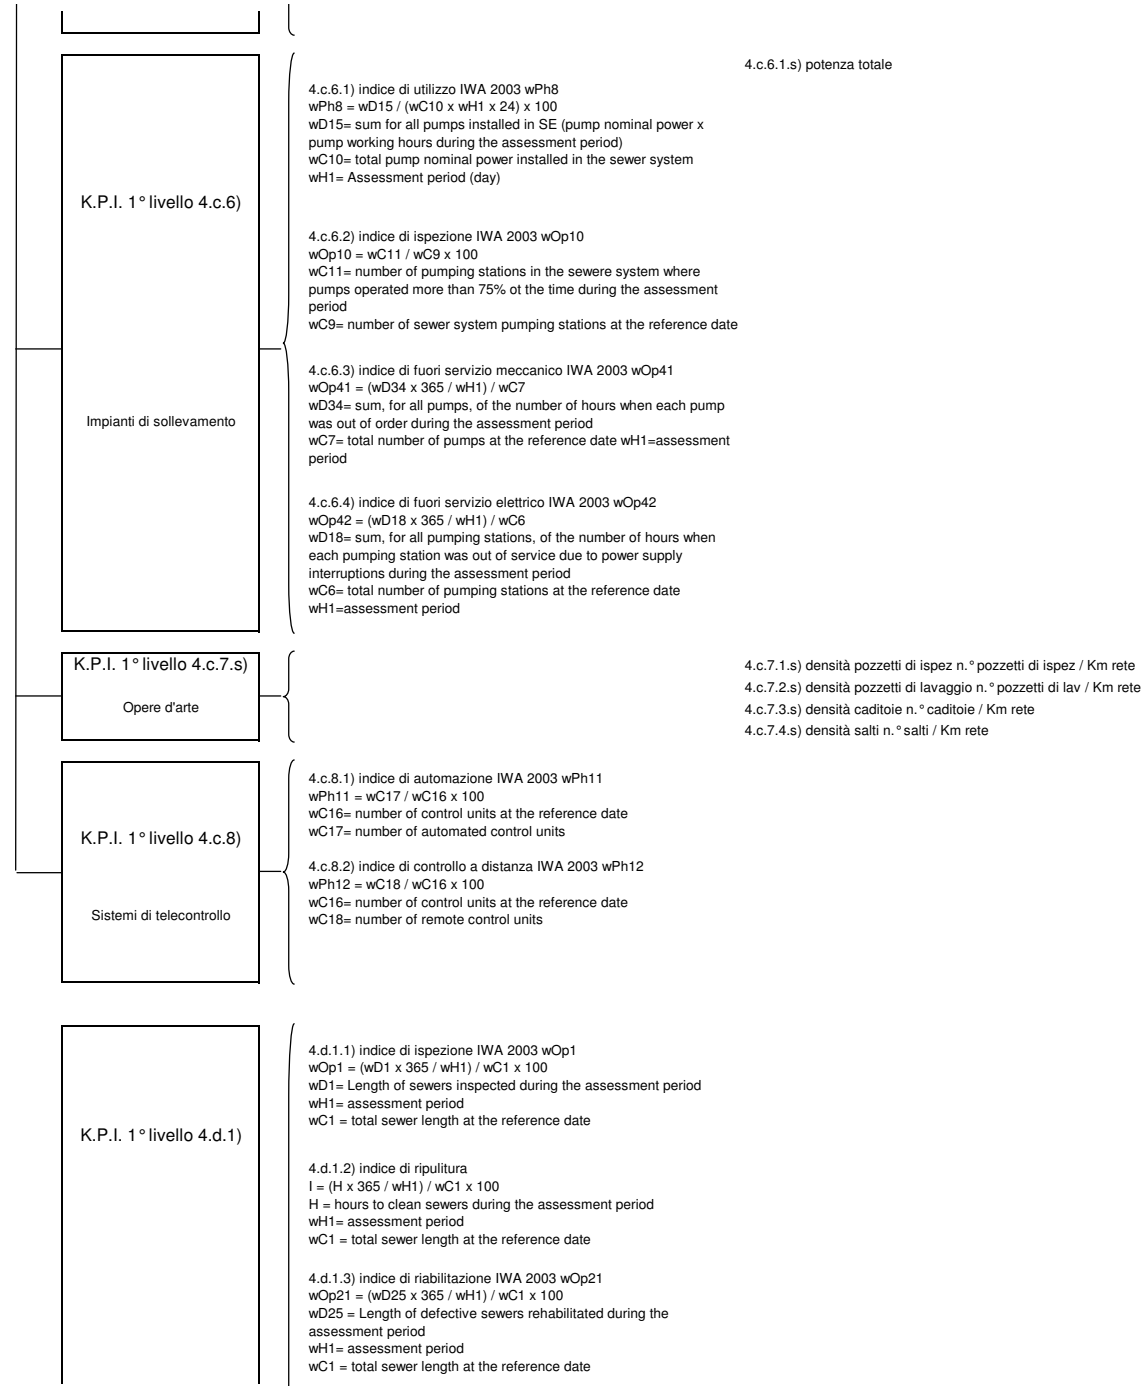 4.c.6.1.s) potenza totale
4.c.6.1) indice di utilizzo IWA 2003 wPh8
wPh8 = wD15 / (wC10 x wH1 x 24) x 100
wD15= sum for all pumps installed in SE (pump nominal power x
pump working hours during the assessment period)
wC10= total pump nominal power installed in the sewer system
wH1= Assessment period (day)
K.P.I. 1° livello 4.c.6)
4.c.6.2) indice di ispezione IWA 2003 wOp10
wOp10 = wC11 / wC9 x 100
wC11= number of pumping stations in the sewere system where
pumps operated more than 75% ot the time during the assessment
period
wC9= number of sewer system pumping stations at the reference date
4.c.6.3) indice di fuori servizio meccanico IWA 2003 wOp41
wOp41 = (wD34 x 365 / wH1) / wC7
wD34= sum, for all pumps, of the number of hours when each pump
was out of order during the assessment period
wC7= total number of pumps at the reference date wH1=assessment
period
Impianti di sollevamento
4.c.6.4) indice di fuori servizio elettrico IWA 2003 wOp42
wOp42 = (wD18 x 365 / wH1) / wC6
wD18= sum, for all pumping stations, of the number of hours when
each pumping station was out of service due to power supply
interruptions during the assessment period
wC6= total number of pumping stations at the reference date
wH1=assessment period
K.P.I. 1° livello 4.c.7.s)
Opere d'arte
4.c.7.1.s) densità pozzetti di ispez n.° pozzetti di ispez / Km rete
4.c.7.2.s) densità pozzetti di lavaggio n.° pozzetti di lav / Km rete
4.c.7.3.s) densità caditoie n.° caditoie / Km rete
4.c.7.4.s) densità salti n.° salti / Km rete
4.c.8.1) indice di automazione IWA 2003 wPh11
wPh11 = wC17 / wC16 x 100
wC16= number of control units at the reference date
wC17= number of automated control units
K.P.I. 1° livello 4.c.8)
4.c.8.2) indice di controllo a distanza IWA 2003 wPh12
wPh12 = wC18 / wC16 x 100
wC16= number of control units at the reference date
wC18= number of remote control units
Sistemi di telecontrollo
4.d.1.1) indice di ispezione IWA 2003 wOp1
wOp1 = (wD1 x 365 / wH1) / wC1 x 100
wD1= Length of sewers inspected during the assessment period
wH1= assessment period
wC1 = total sewer length at the reference date
K.P.I. 1° livello 4.d.1)
4.d.1.2) indice di ripulitura
I = (H x 365 / wH1) / wC1 x 100
H = hours to clean sewers during the assessment period
wH1= assessment period
wC1 = total sewer length at the reference date
4.d.1.3) indice di riabilitazione IWA 2003 wOp21
wOp21 = (wD25 x 365 / wH1) / wC1 x 100
wD25 = Length of defective sewers rehabilitated during the
assessment period
wH1= assessment period
wC1 = total sewer length at the reference date